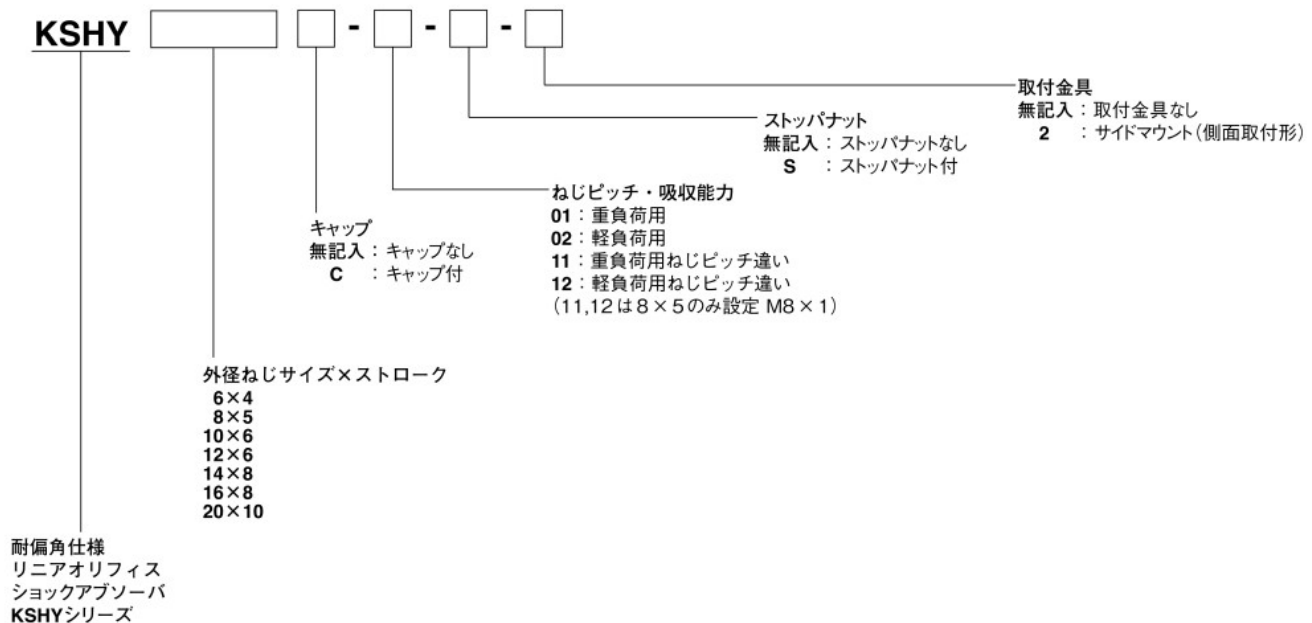 KSHY - - -
取付金具
無記入：取付金具なし
2 ：サイドマウント（側面取付形）
ストッパナット
無記入：ストッパナットなし
S ：ストッパナット付
ねじピッチ・吸収能力
01：重負荷用
02：軽負荷用
11：重負荷用ねじピッチ違い
12：軽負荷用ねじピッチ違い
（11,12は8×5のみ設定 M8×1）
キャップ
無記入：キャップなし
C ：キャップ付
外径ねじサイズ×ストローク
6×4
8×5
10×6
12×6
14×8
16×8
20×10
耐偏角仕様
リニアオリフィス
ショックアブソーバ
KSHYシリーズ